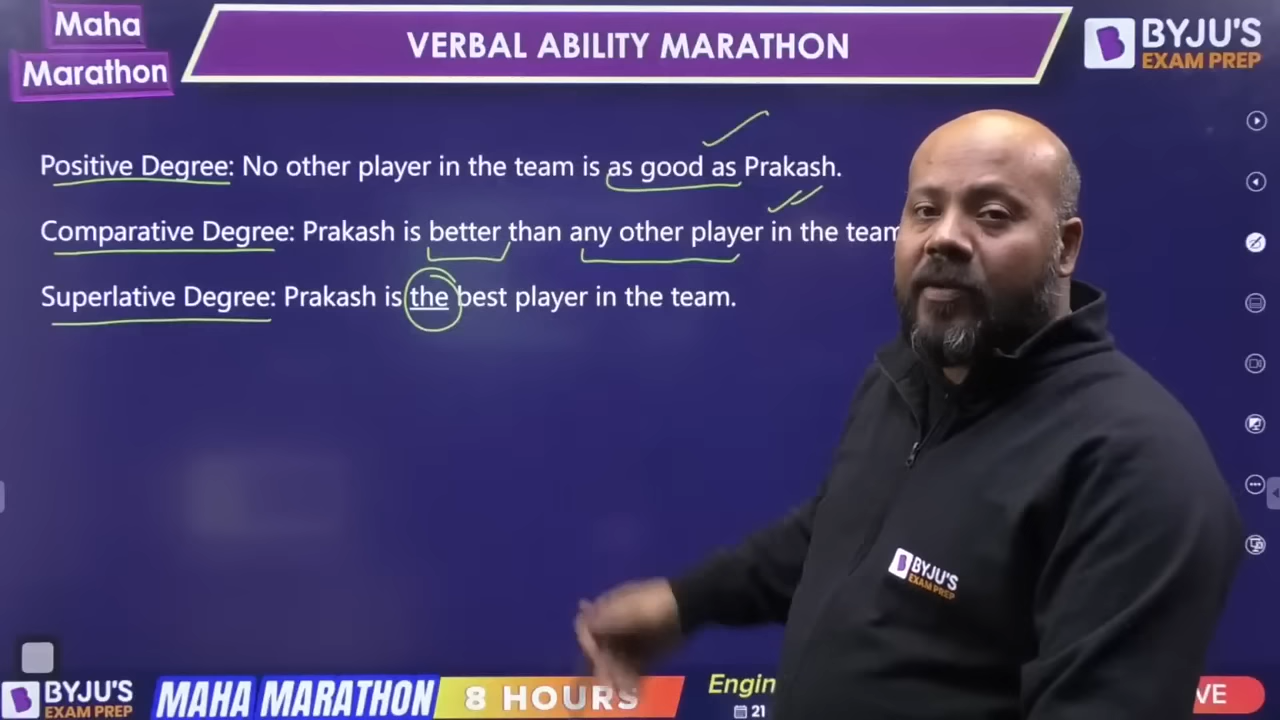 Maha
Marathon
VERBAL ABILITY MARATHON
BYJU'S
EXAM PREP
Positive Degree: No other player in the team is as good as Prakash.
Comparative Degree: Prakash is better than any other player in the team
Superlative Degree: Prakash is the best player in the team.
BYJU'S
EXAM PREP
BYJU'S
EXAM PREP
MAHA MARATHON
8 HOURS
Engin
21
VE